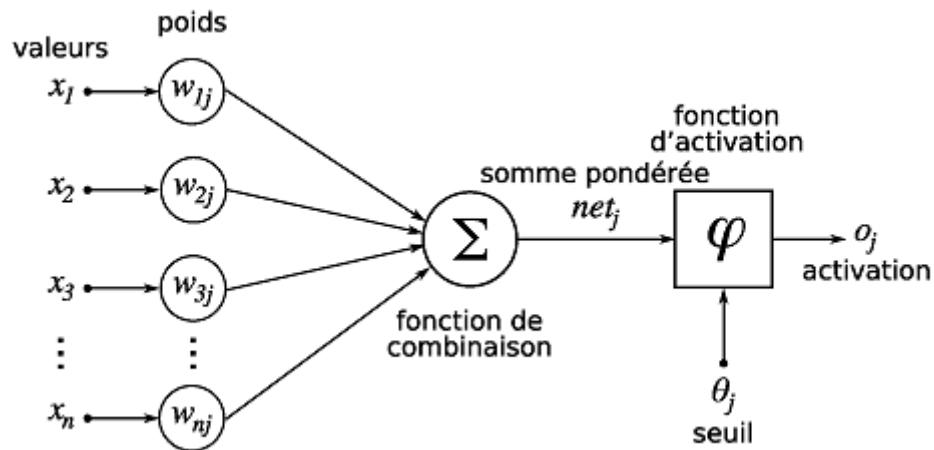 valeurs
poids
x1
w1j
x2
w2j
x3
w3j
⋮
⋮
xn
wnj
Σ
fonction de
combinaison
somme pondérée
netj
fonction
d'activation
φ
oj
activation
θj
seuil